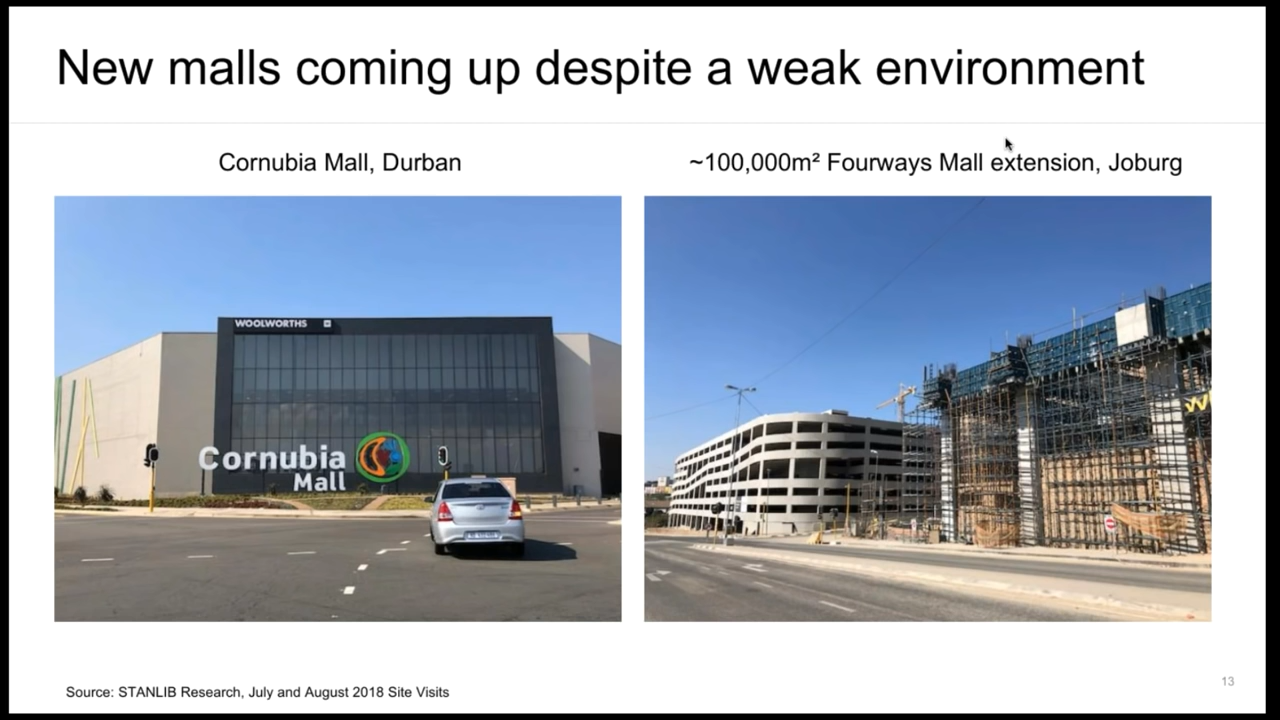 New malls coming up despite a weak environment
Cornubia Mall, Durban
~100,000m² Fourways Mall extension, Joburg
WOOLWORTHS
Cornubia
Mall
Source: STANLIB Research, July and August 2018 Site Visits
13